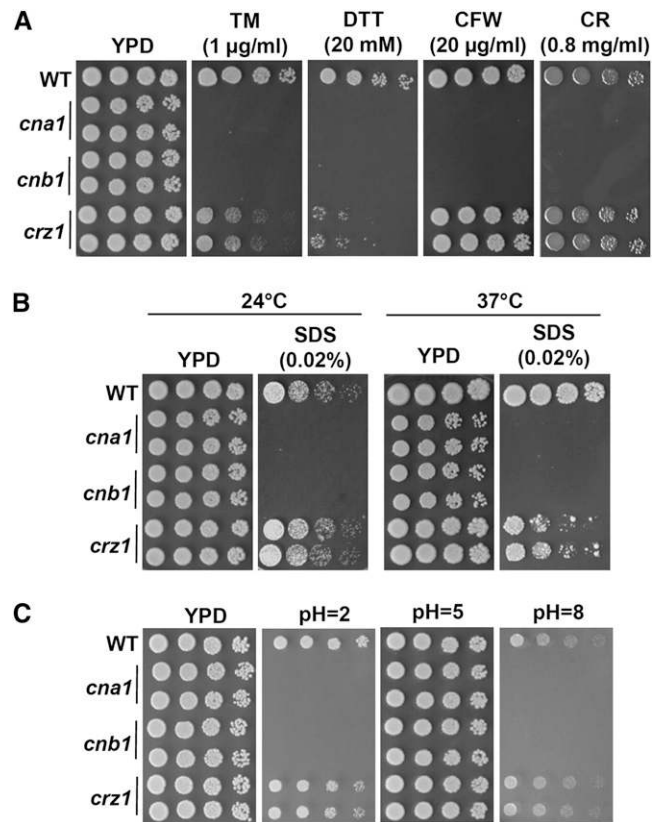 A
YPD
TM
(1 µg/ml)
DTT
(20 mM)
CFW
(20 µg/ml)
CR
(0.8 mg/ml)
WT
cna1
cnb1
crz1
B
24°C
37°C
YPD
SDS
(0.02%)
YPD
SDS
(0.02%)
WT
cna1
cnb1
crz1
C
YPD
pH=2
pH=5
pH=8
WT
cna1
cnb1
crz1